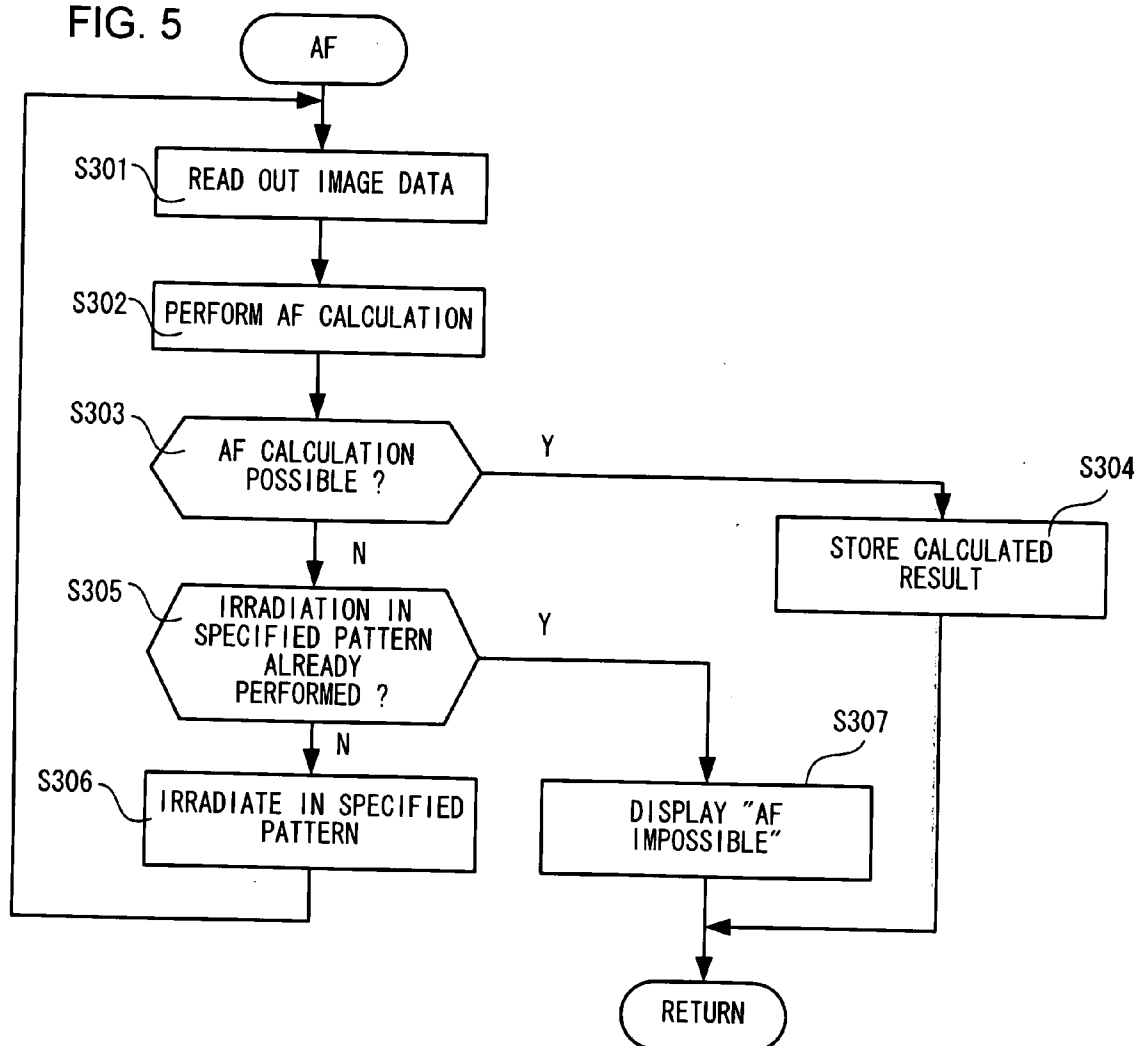 FIG. 5
AF
S301
READ OUT IMAGE DATA
S302
PERFORM AF CALCULATION
S303
AF CALCULATION
POSSIBLE ?
Y
N
S304
STORE CALCULATED
RESULT
S305
IRRADIATION IN
SPECIFIED PATTERN
ALREADY
PERFORMED ?
Y
N
S306
IRRADIATE IN SPECIFIED
PATTERN
S307
DISPLAY "AF
IMPOSSIBLE"
RETURN